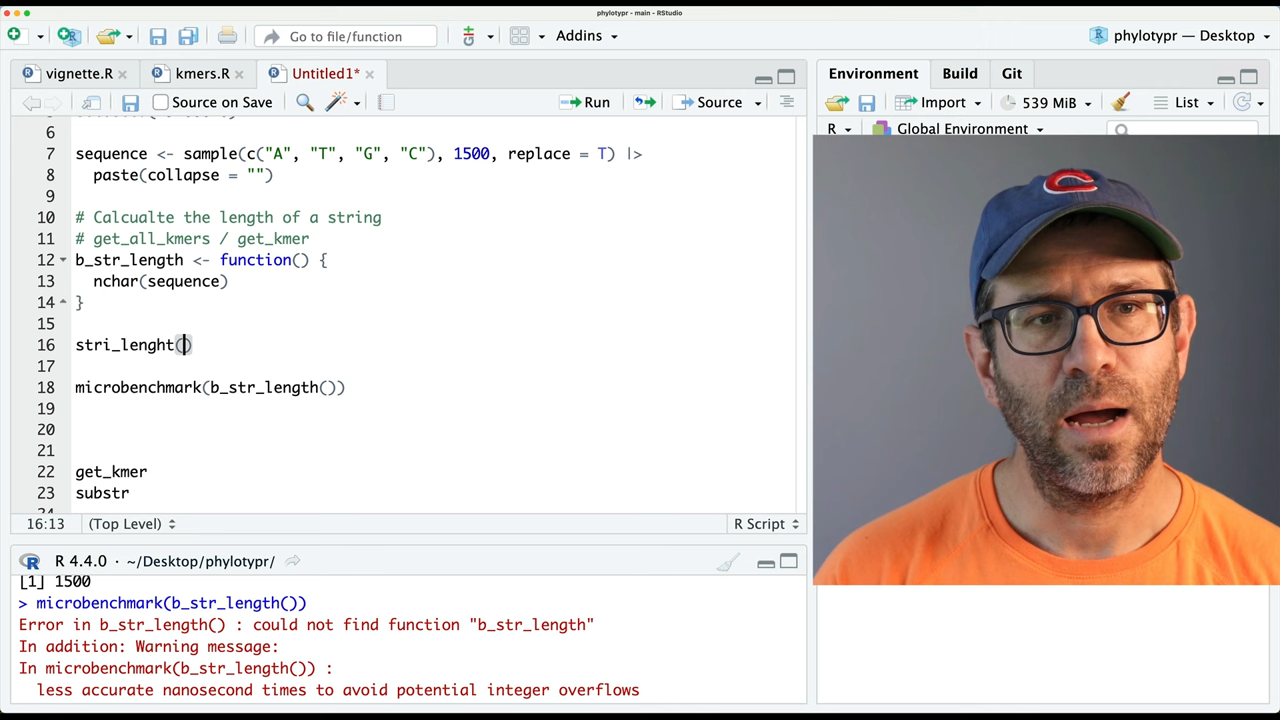 phylotypr - main - RStudio
Go to file/function
Addins
phylotypr — Desktop
vignette.R
kmers.R
Untitled1*
Source on Save
Run
Source
Environment
Build
Git
Import
539 MiB
List
R
Global Environment
6
7 sequence <- sample(c("A", "T", "G", "C"), 1500, replace = T) |>
8 paste(collapse = "")
9
10 # Calcualte the length of a string
11 # get_all_kmers / get_kmer
12 b_str_length <- function() {
13 nchar(sequence)
14 }
15
16 stri_lenght()
17
18 microbenchmark(b_str_length())
19
20
21
22 get_kmer
23 substr
16:13
(Top Level)
R Script
R 4.4.0 · ~/Desktop/phylotypr/
[1] 1500
> microbenchmark(b_str_length())
Error in b_str_length() : could not find function "b_str_length"
In addition: Warning message:
In microbenchmark(b_str_length()) :
less accurate nanosecond times to avoid potential integer overflows